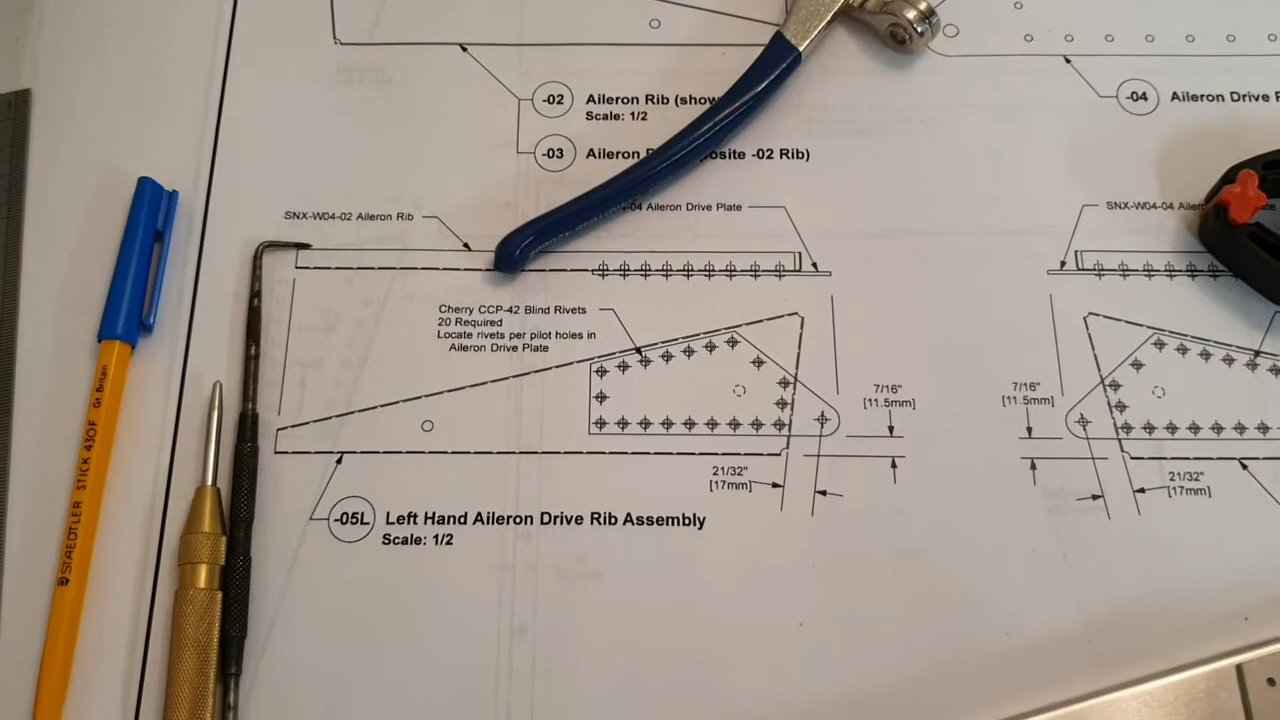 -02
Aileron Rib (show
Scale: 1/2
-03
Aileron
osite -02 Rib)
-04
Aileron Drive
SNX-W04-02 Aileron Rib
-04 Aileron Drive Plate
SNX-W04-04
Cherry CCP-42 Blind Rivets
20 Required
Locate rivets per pilot holes in
Aileron Drive Plate
7/16"
[11.5mm]
7/16"
[11.5mm]
21/32"
[17mm]
21/32"
[17mm]
-05L
Left Hand Aileron Drive Rib Assembly
Scale: 1/2
STAEDTLER STICK 430F Gt. Britain